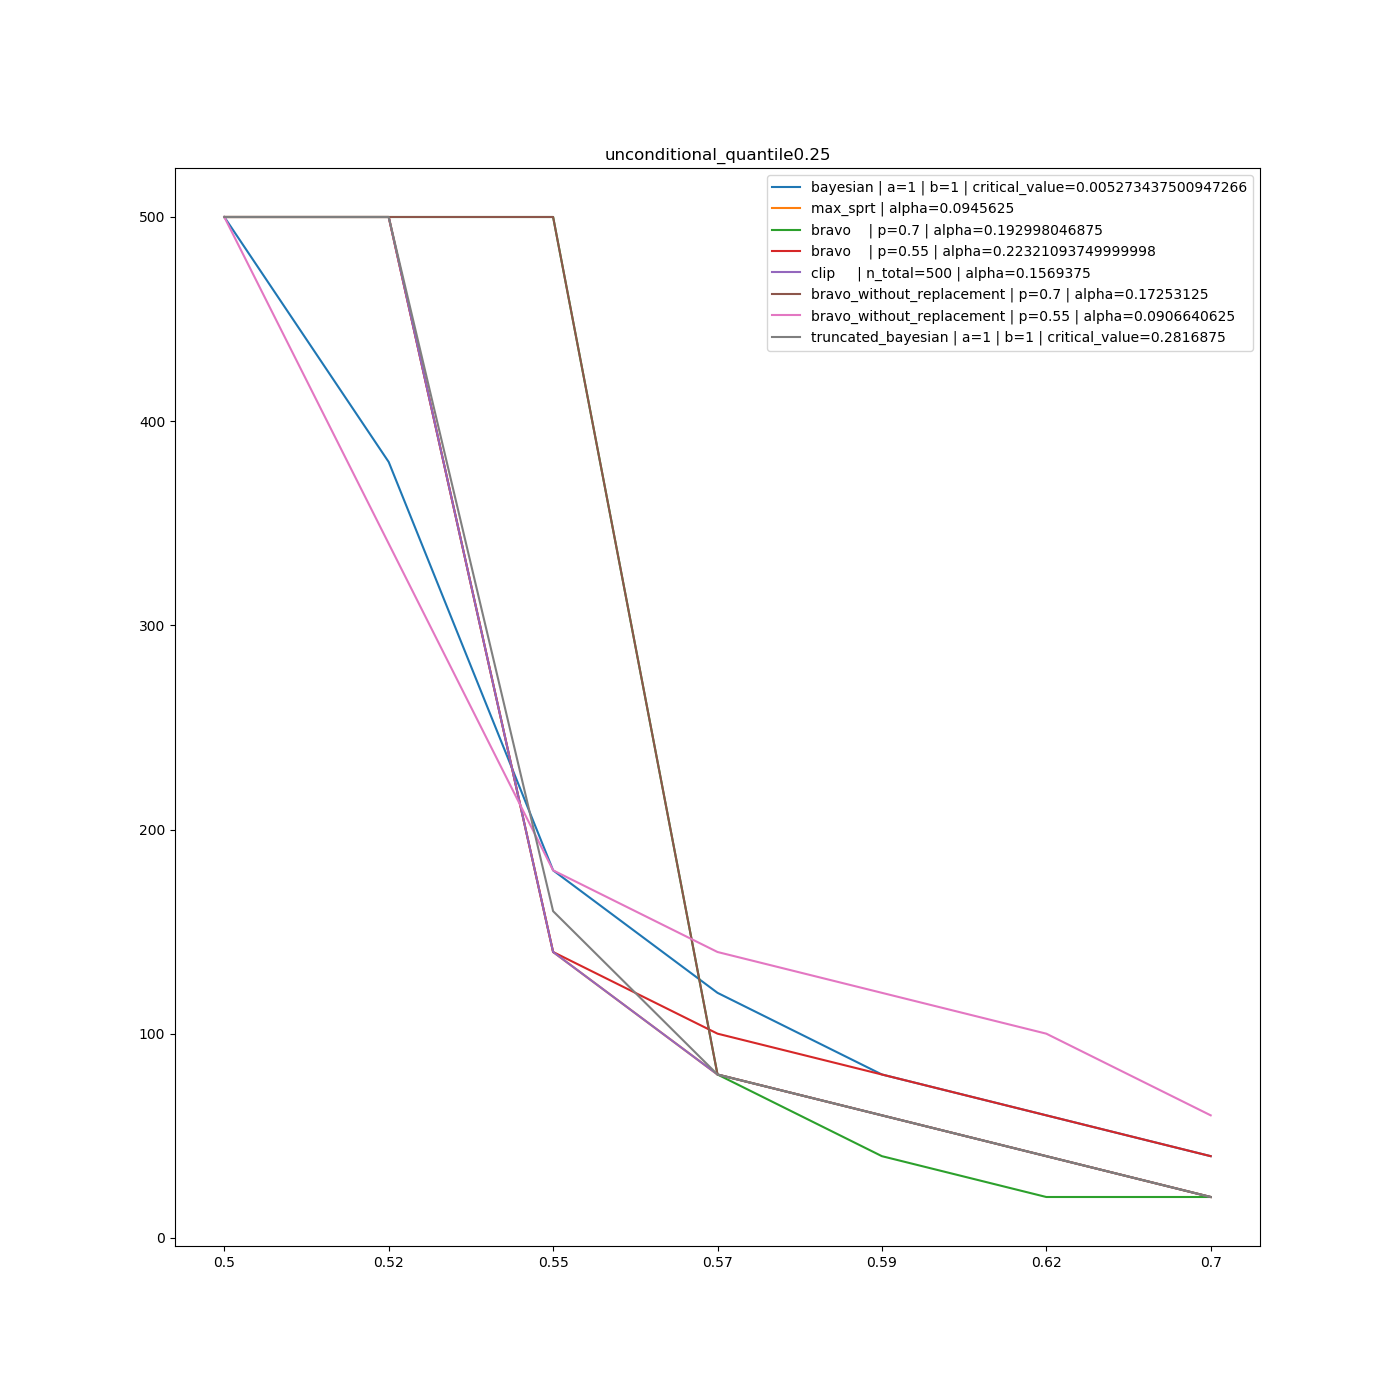 unconditional_quantile0.25
bayesian | a=1 | b=1 | critical_value=0.005273437500947266
max_sprt | alpha=0.0945625
bravo    | p=0.7 | alpha=0.192998046875
bravo    | p=0.55 | alpha=0.22321093749999998
clip     | n_total=500 | alpha=0.1569375
bravo_without_replacement | p=0.7 | alpha=0.17253125
bravo_without_replacement | p=0.55 | alpha=0.0906640625
truncated_bayesian | a=1 | b=1 | critical_value=0.2816875
500
400
300
200
100
0
0.5 0.52 0.55 0.57 0.59 0.62 0.7